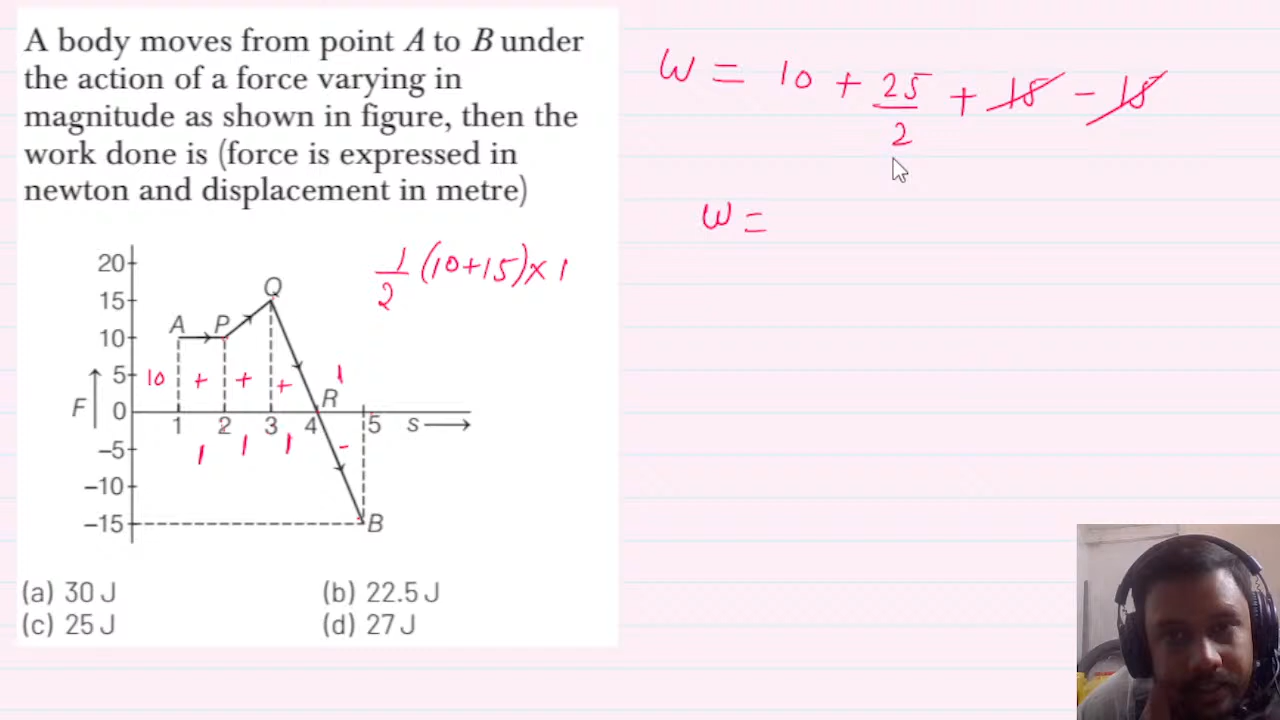 A body moves from point A to B under
the action of a force varying in
magnitude as shown in figure, then the
work done is (force is expressed in
newton and displacement in metre)
W = 10 + 25/2 + 15 - 15
W =
1/2 (10+15) × 1
20
15
10
5
0
-5
-10
-15
F
A
P
Q
R
B
10 + + + 1
1 2 3 4 5 s
1 1 1 -
(a) 30 J
(b) 22.5 J
(c) 25 J
(d) 27 J